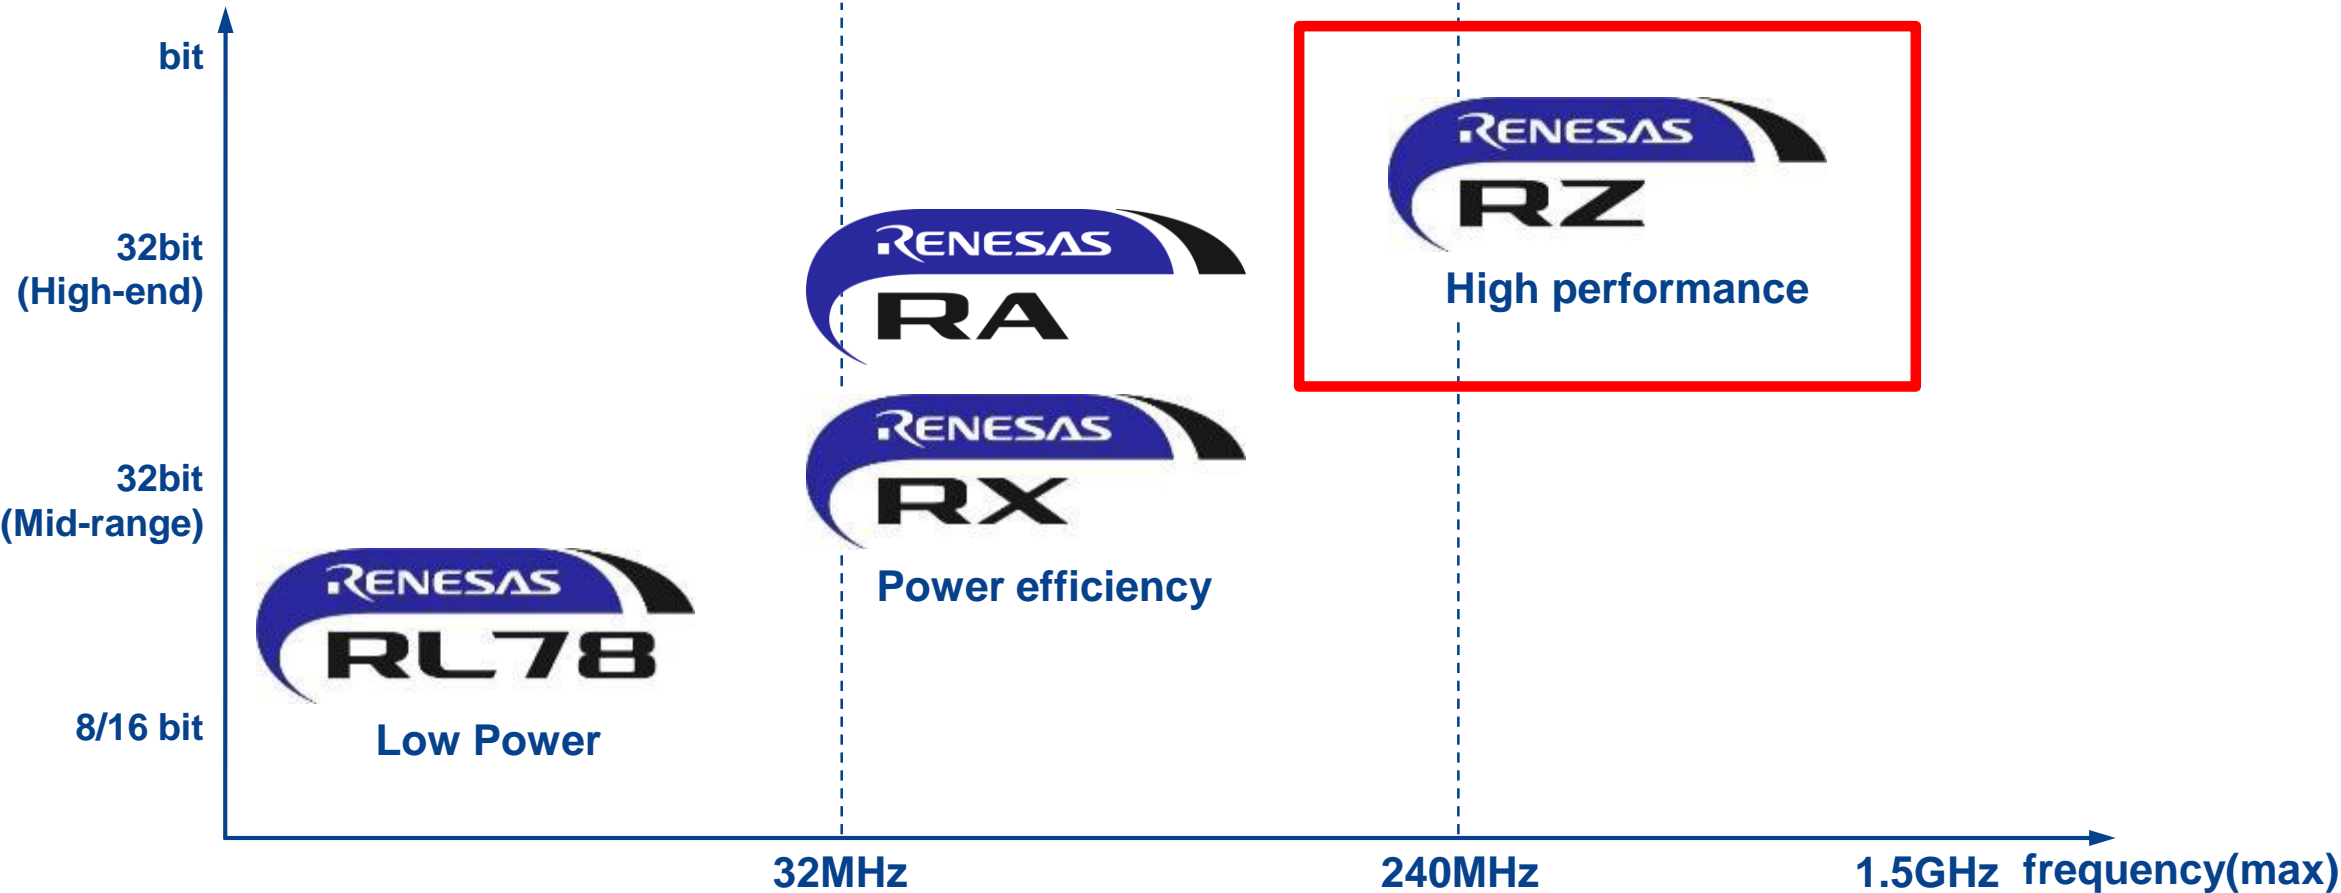 bit
RENESAS
RZ
High performance
32bit
(High-end)
RENESAS
RA
RENESAS
RX
Power efficiency
32bit
(Mid-range)
RENESAS
RL78
Low Power
8/16 bit
32MHz
240MHz
1.5GHz frequency(max)